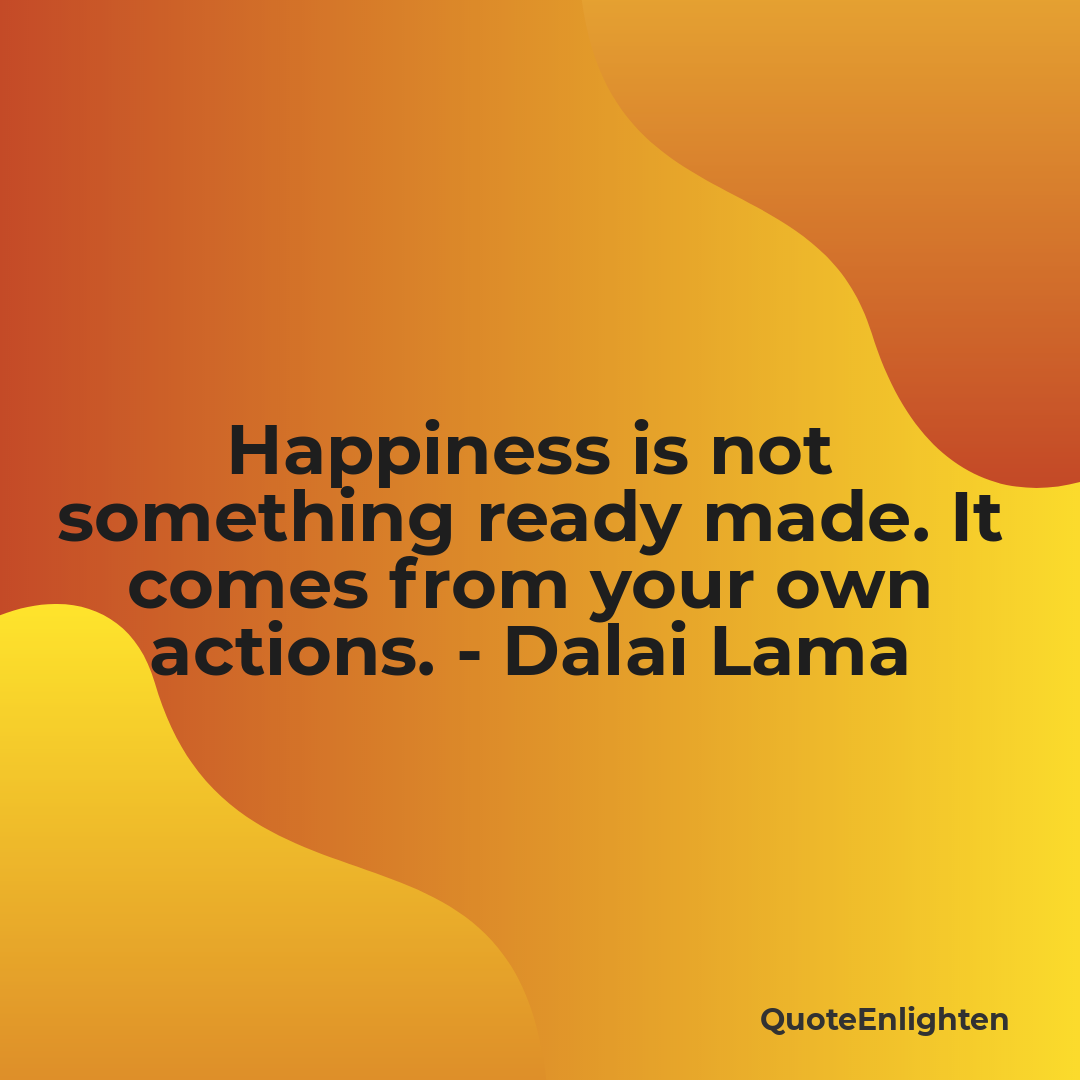 Happiness is not
something ready made. It
comes from your own
actions. - Dalai Lama
QuoteEnlighten